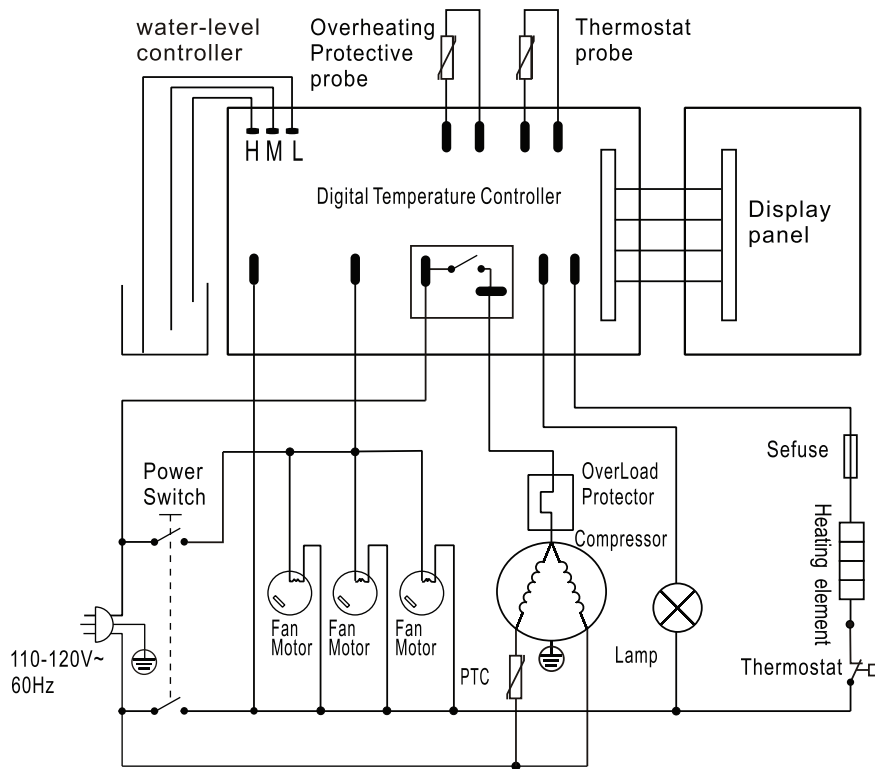 water-level
controller
Overheating
Protective
probe
Thermostat
probe
H M L
Digital Temperature Controller
Display
panel
Power
Switch
OverLoad
Protector
Compressor
Sefuse
Heating element
Fan
Motor
Fan
Motor
Fan
Motor
110-120V~
60Hz
PTC
Lamp
Thermostat